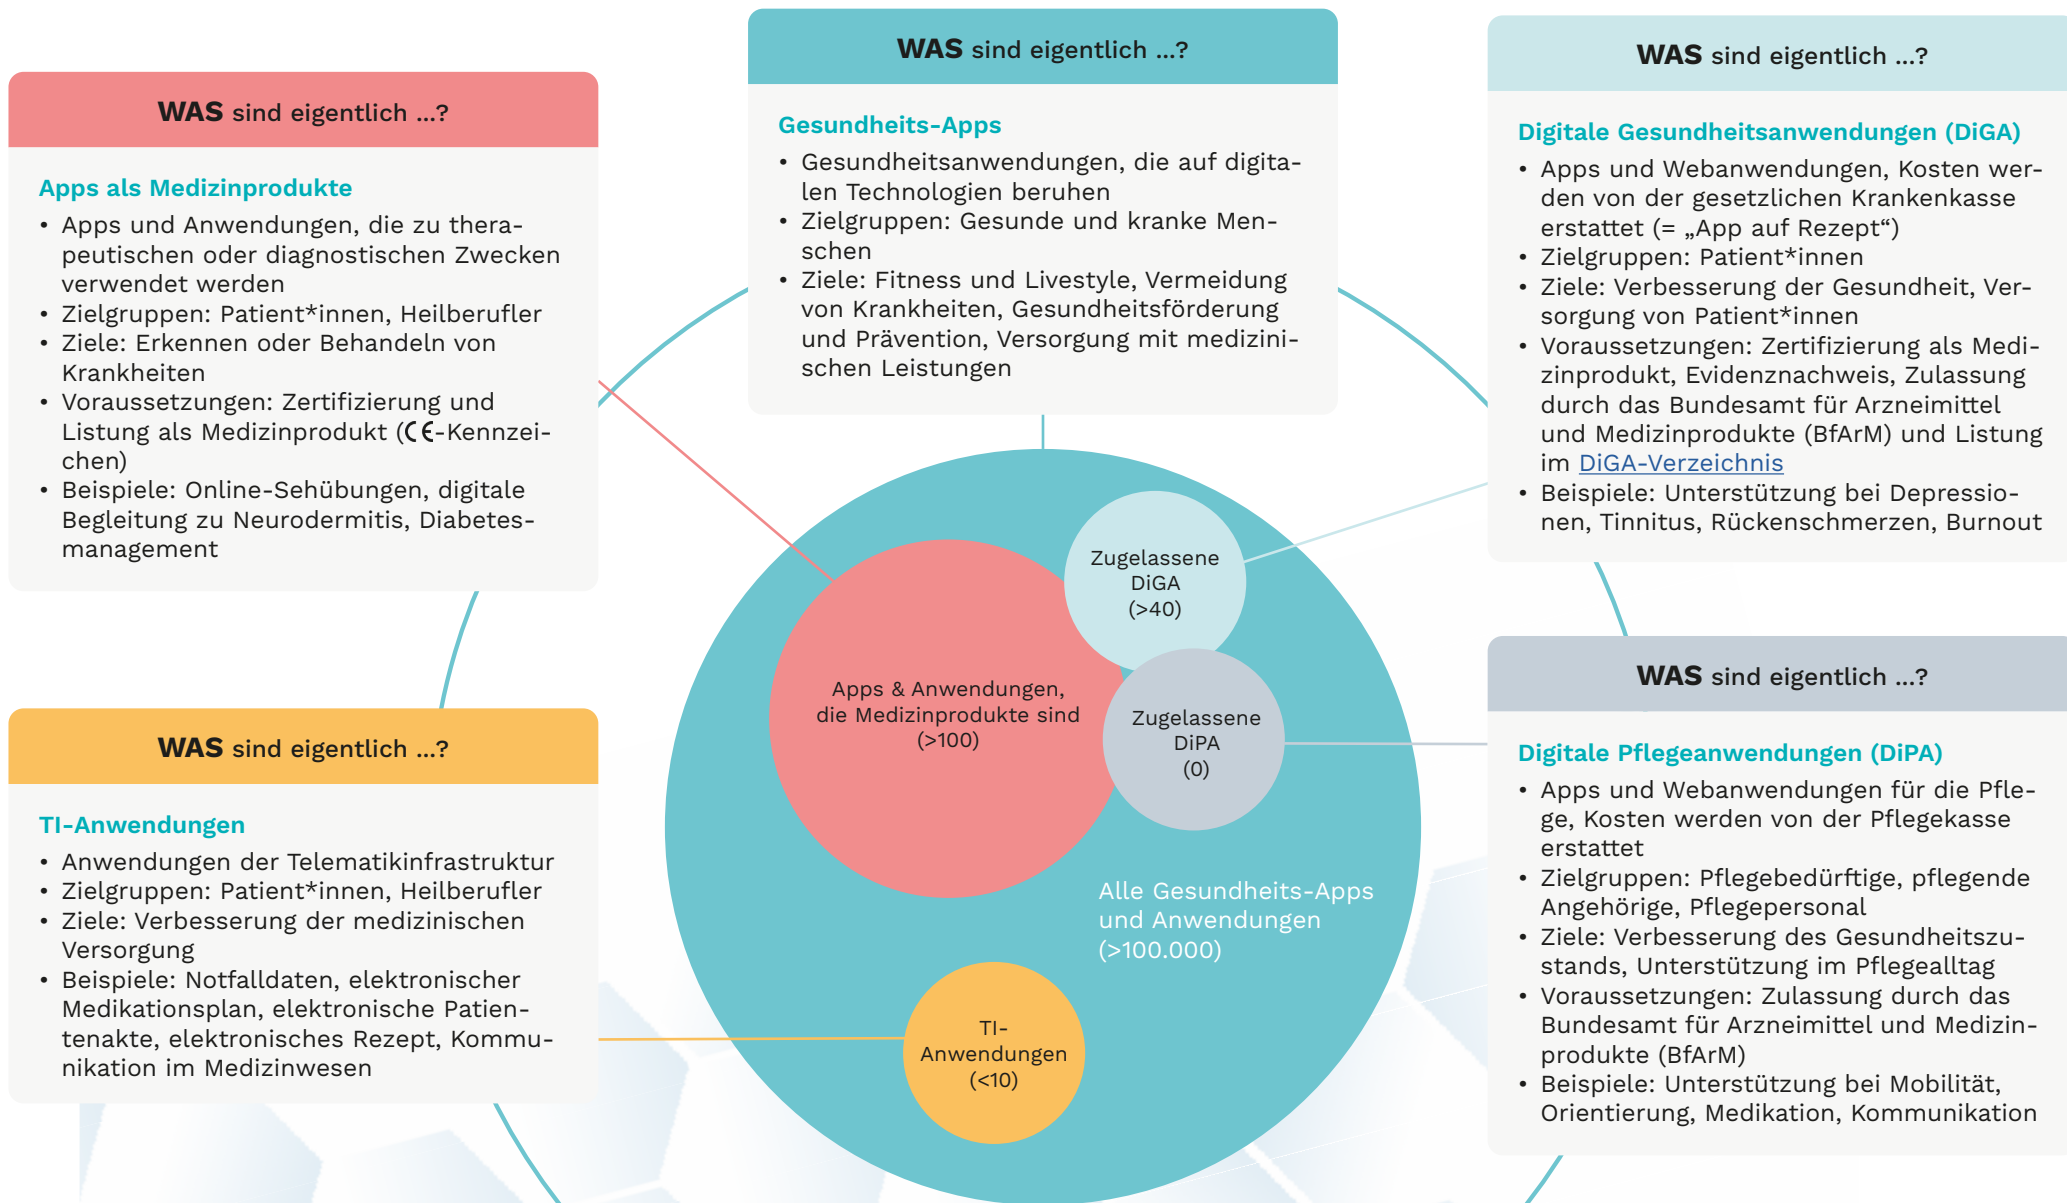 WAS sind eigentlich ...?
Apps als Medizinprodukte
• Apps und Anwendungen, die zu thera-
peutischen oder diagnostischen Zwecken
verwendet werden
• Zielgruppen: Patient*innen, Heilberufler
• Ziele: Erkennen oder Behandeln von
Krankheiten
• Voraussetzungen: Zertifizierung und
Listung als Medizinprodukt (CE-Kennzei-
chen)
• Beispiele: Online-Sehübungen, digitale
Begleitung zu Neurodermitis, Diabetes-
management
WAS sind eigentlich ...?
TI-Anwendungen
• Anwendungen der Telematikinfrastruktur
• Zielgruppen: Patient*innen, Heilberufler
• Ziele: Verbesserung der medizinischen
Versorgung
• Beispiele: Notfalldaten, elektronischer
Medikationsplan, elektronische Patien-
tenakte, elektronisches Rezept, Kommu-
nikation im Medizinwesen
WAS sind eigentlich ...?
Gesundheits-Apps
• Gesundheitsanwendungen, die auf digita-
len Technologien beruhen
• Zielgruppen: Gesunde und kranke Men-
schen
• Ziele: Fitness und Livestyle, Vermeidung
von Krankheiten, Gesundheitsförderung
und Prävention, Versorgung mit medizini-
schen Leistungen
Zugelassene
DiGA
(>40)
Apps & Anwendungen,
die Medizinprodukte sind
(>100)
Zugelassene
DiPA
(0)
Alle Gesundheits-Apps
und Anwendungen
(>100.000)
TI-
Anwendungen
(<10)
WAS sind eigentlich ...?
Digitale Gesundheitsanwendungen (DiGA)
• Apps und Webanwendungen, Kosten wer-
den von der gesetzlichen Krankenkasse
erstattet (= „App auf Rezept“)
• Zielgruppen: Patient*innen
• Ziele: Verbesserung der Gesundheit, Ver-
sorgung von Patient*innen
• Voraussetzungen: Zertifizierung als Medi-
zinprodukt, Evidenznachweis, Zulassung
durch das Bundesamt für Arzneimittel
und Medizinprodukte (BfArM) und Listung
im DiGA-Verzeichnis
• Beispiele: Unterstützung bei Depressio-
nen, Tinnitus, Rückenschmerzen, Burnout
WAS sind eigentlich ...?
Digitale Pflegeanwendungen (DiPA)
• Apps und Webanwendungen für die Pfle-
ge, Kosten werden von der Pflegekasse
erstattet
• Zielgruppen: Pflegebedürftige, pflegende
Angehörige, Pflegepersonal
• Ziele: Verbesserung des Gesundheitszu-
stands, Unterstützung im Pflegealltag
• Voraussetzungen: Zulassung durch das
Bundesamt für Arzneimittel und Medizin-
produkte (BfArM)
• Beispiele: Unterstützung bei Mobilität,
Orientierung, Medikation, Kommunikation